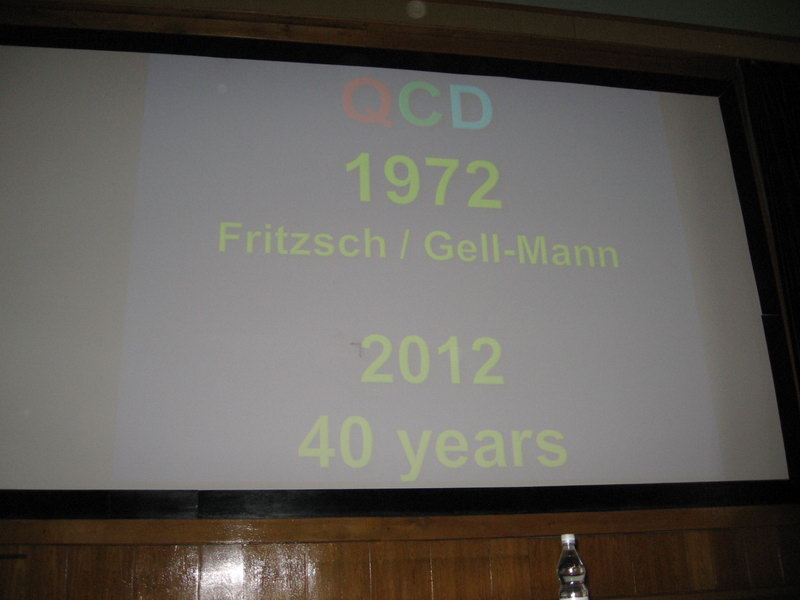 QCD
1972
Fritzsch / Gell-Mann
2012
40 years